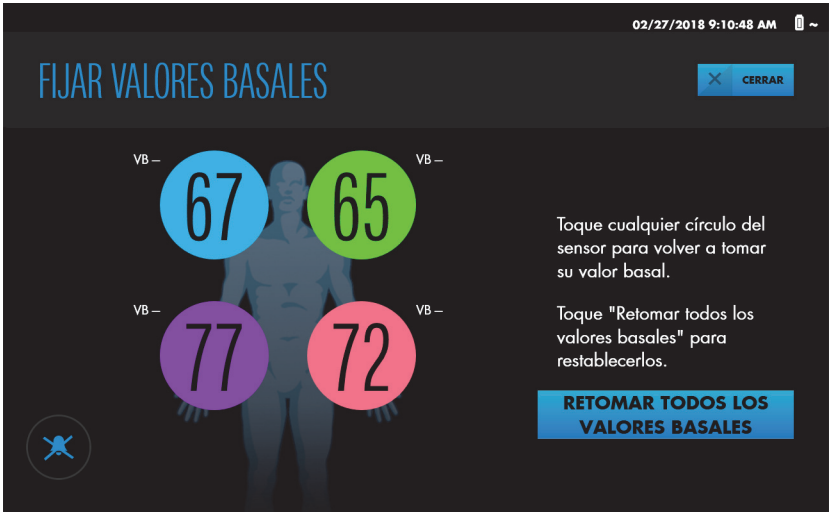 02/27/2018 9:10:48 AM
FIJAR VALORES BASALES
CERRAR
VB –
67
65
VB –
Toque cualquier círculo del
sensor para volver a tomar
su valor basal.
VB –
77
72
VB –
Toque "Retomar todos los
valores basales" para
restablecerlos.
RETOMAR TODOS LOS
VALORES BASALES